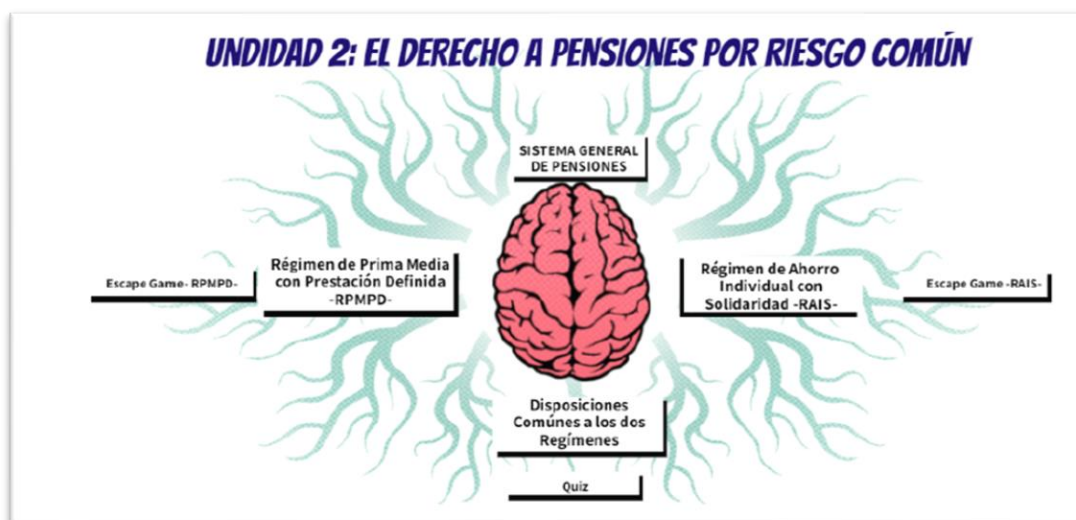 UNDIDAD 2: EL DERECHO A PENSIONES POR RIESGO COMÚN
SISTEMA GENERAL
DE PENSIONES
Escape Game- RPMPD-
Régimen de Prima Media
con Prestación Definida
-RPMPD-
Régimen de Ahorro
Individual con
Solidaridad -RAIS-
Escape Game -RAIS-
Disposiciones
Comúnes a los dos
Regímenes
Quiz